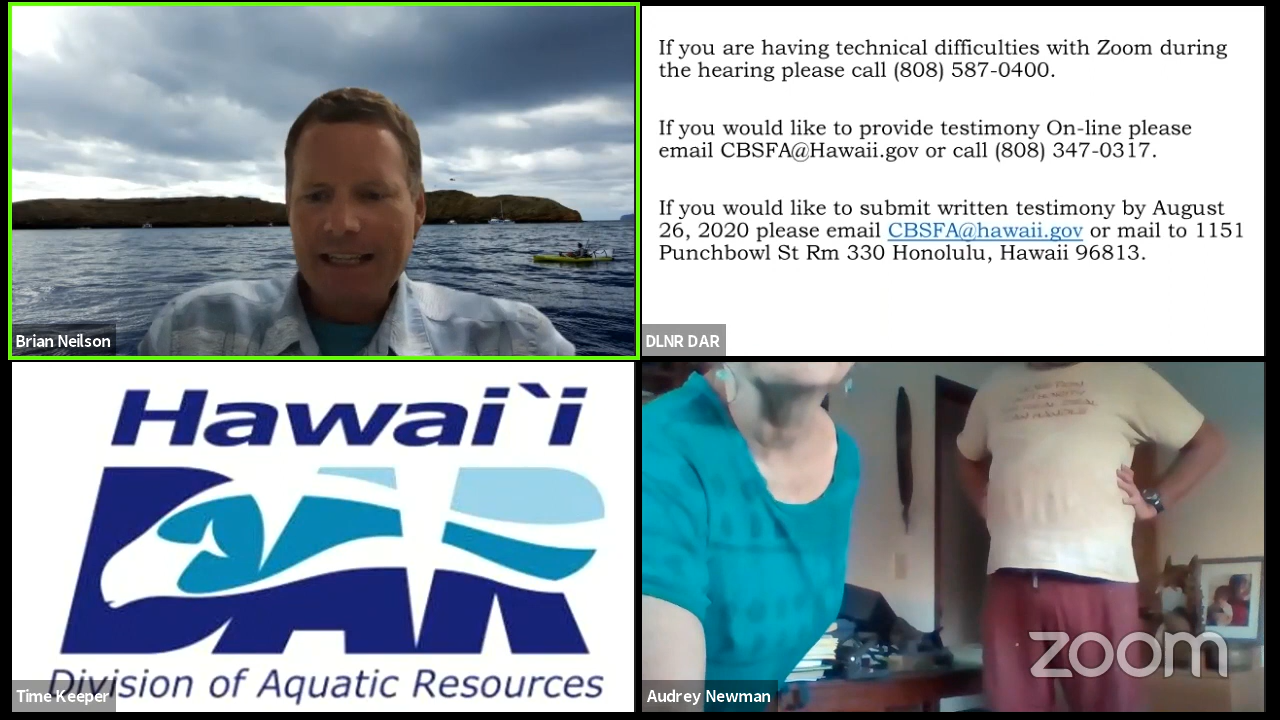 If you are having technical difficulties with Zoom during
the hearing please call (808) 587-0400.
If you would like to provide testimony On-line please
email CBSFA@Hawaii.gov or call (808) 347-0317.
If you would like to submit written testimony by August
26, 2020 please email CBSFA@hawaii.gov or mail to 1151
Punchbowl St Rm 330 Honolulu, Hawaii 96813.
Brian Neilson
DLNR DAR
Hawai`i
DAR
Division of Aquatic Resources
Time Keeper
zoom
Audrey Newman